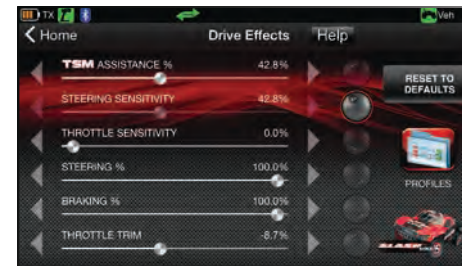 TX Veh
Home Drive Effects Help
TSM ASSISTANCE % 42.8%
RESET TO DEFAULTS
STEERING SENSITIVITY 42.8%
THROTTLE SENSITIVITY 0.0%
STEERING % 100.0%
PROFILES
BRAKING % 100.0%
THROTTLE TRIM -8.7%
SLASH